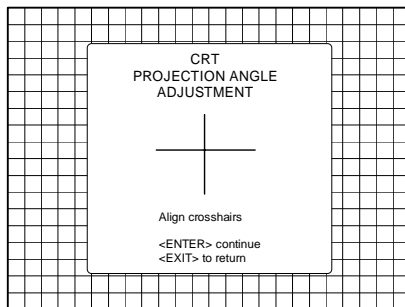 CRT
PROJECTION ANGLE
ADJUSTMENT
Align crosshairs
<ENTER> continue
<EXIT> to return